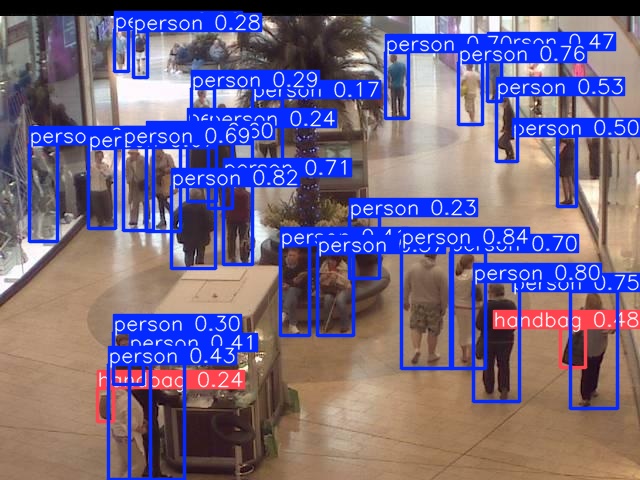 person 0.28
person 0.47
0.70
person 0.76
person 0.29
person 0.17
person 0.53
0.24
person 0.50
person 0.69
0.71
person 0.82
person 0.23
person
person 0.84
0.70
person 0.80
person 0.75
handbag 0.48
person 0.30
person 0.41
person 0.43
handbag 0.24